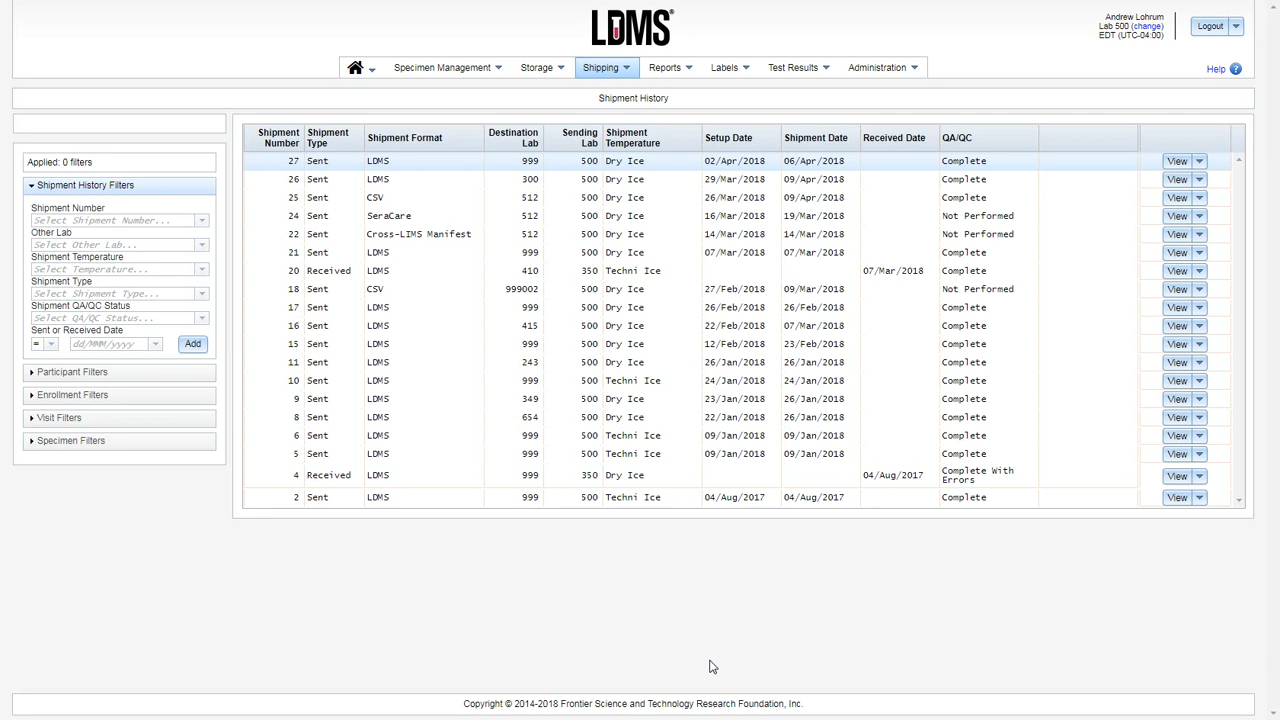 LDMS®
Andrew Lohrum
Lab 500 (change)
EDT (UTC-04:00)
Logout
Specimen Management
Storage
Shipping
Reports
Labels
Test Results
Administration
Help ?
Shipment History
Applied: 0 filters
Shipment History Filters
Shipment Number
Select Shipment Number...
Other Lab
Select Other Lab...
Shipment Temperature
Select Temperature...
Shipment Type
Select Shipment Type...
Shipment QA/QC Status
Select QA/QC Status...
Sent or Received Date
= dd/MMM/yyyy Add
Participant Filters
Enrollment Filters
Visit Filters
Specimen Filters
Shipment Number Shipment Type Shipment Format Destination Lab Sending Lab Shipment Temperature Setup Date Shipment Date Received Date QA/QC
27 Sent LDMS 999 500 Dry Ice 02/Apr/2018 06/Apr/2018 Complete View
26 Sent LDMS 300 500 Dry Ice 29/Mar/2018 09/Apr/2018 Complete View
25 Sent CSV 512 500 Dry Ice 26/Mar/2018 09/Apr/2018 Complete View
24 Sent SeraCare 512 500 Dry Ice 16/Mar/2018 19/Mar/2018 Not Performed View
22 Sent Cross-LIMS Manifest 512 500 Dry Ice 14/Mar/2018 14/Mar/2018 Not Performed View
21 Sent LDMS 999 500 Dry Ice 07/Mar/2018 07/Mar/2018 Complete View
20 Received LDMS 410 350 Techni Ice 07/Mar/2018 Complete View
18 Sent CSV 999002 500 Dry Ice 27/Feb/2018 09/Mar/2018 Not Performed View
17 Sent LDMS 999 500 Dry Ice 26/Feb/2018 26/Feb/2018 Complete View
16 Sent LDMS 415 500 Dry Ice 22/Feb/2018 07/Mar/2018 Complete View
15 Sent LDMS 999 500 Dry Ice 12/Feb/2018 23/Feb/2018 Complete View
11 Sent LDMS 243 500 Dry Ice 26/Jan/2018 26/Jan/2018 Complete View
10 Sent LDMS 999 500 Techni Ice 24/Jan/2018 24/Jan/2018 Complete View
9 Sent LDMS 349 500 Dry Ice 23/Jan/2018 26/Jan/2018 Complete View
8 Sent LDMS 654 500 Dry Ice 22/Jan/2018 26/Jan/2018 Complete View
6 Sent LDMS 999 500 Techni Ice 09/Jan/2018 09/Jan/2018 Complete View
5 Sent LDMS 999 500 Techni Ice 09/Jan/2018 09/Jan/2018 Complete View
4 Received LDMS 999 350 Dry Ice 04/Aug/2017 Complete With Errors View
2 Sent LDMS 999 500 Techni Ice 04/Aug/2017 04/Aug/2017 Complete View
Copyright © 2014-2018 Frontier Science and Technology Research Foundation, Inc.